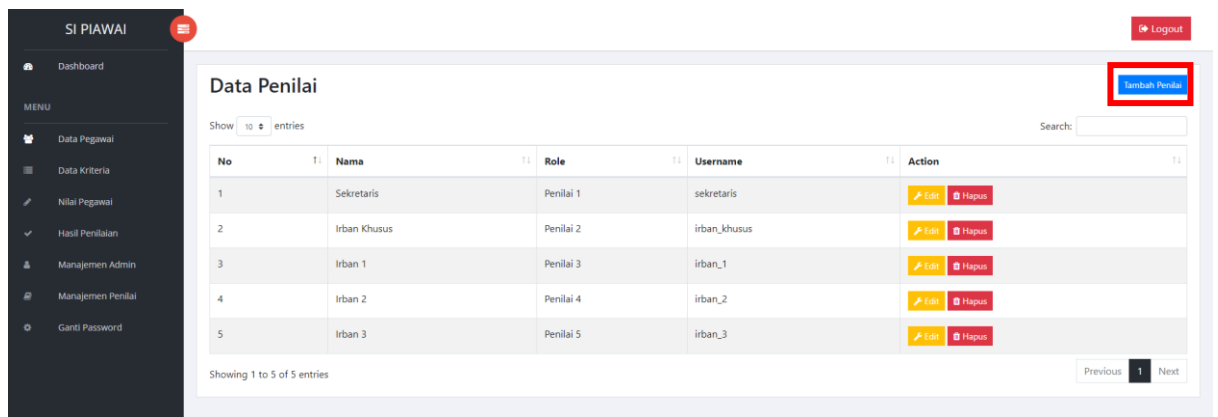 SI PIAWAI
Logout
Dashboard
MENU
Data Pegawai
Data Kriteria
Nilai Pegawai
Hasil Penilaian
Manajemen Admin
Manajemen Penilai
Ganti Password
Data Penilai
Tambah Penilai
Show 10 entries
Search:
No Nama Role Username Action
1 Sekretaris Penilai 1 sekretaris Edit Hapus
2 Irban Khusus Penilai 2 irban_khusus Edit Hapus
3 Irban 1 Penilai 3 irban_1 Edit Hapus
4 Irban 2 Penilai 4 irban_2 Edit Hapus
5 Irban 3 Penilai 5 irban_3 Edit Hapus
Showing 1 to 5 of 5 entries
Previous 1 Next